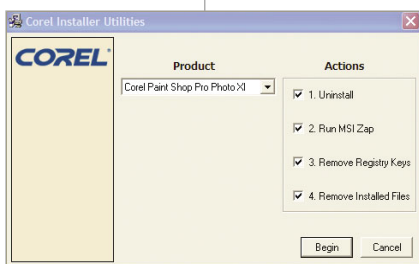 Corel Installer Utilities
COREL
Product
Corel Paint Shop Pro Photo XI
Actions
1. Uninstall
2. Run MSI Zap
3. Remove Registry Keys
4. Remove Installed Files
Begin
Cancel